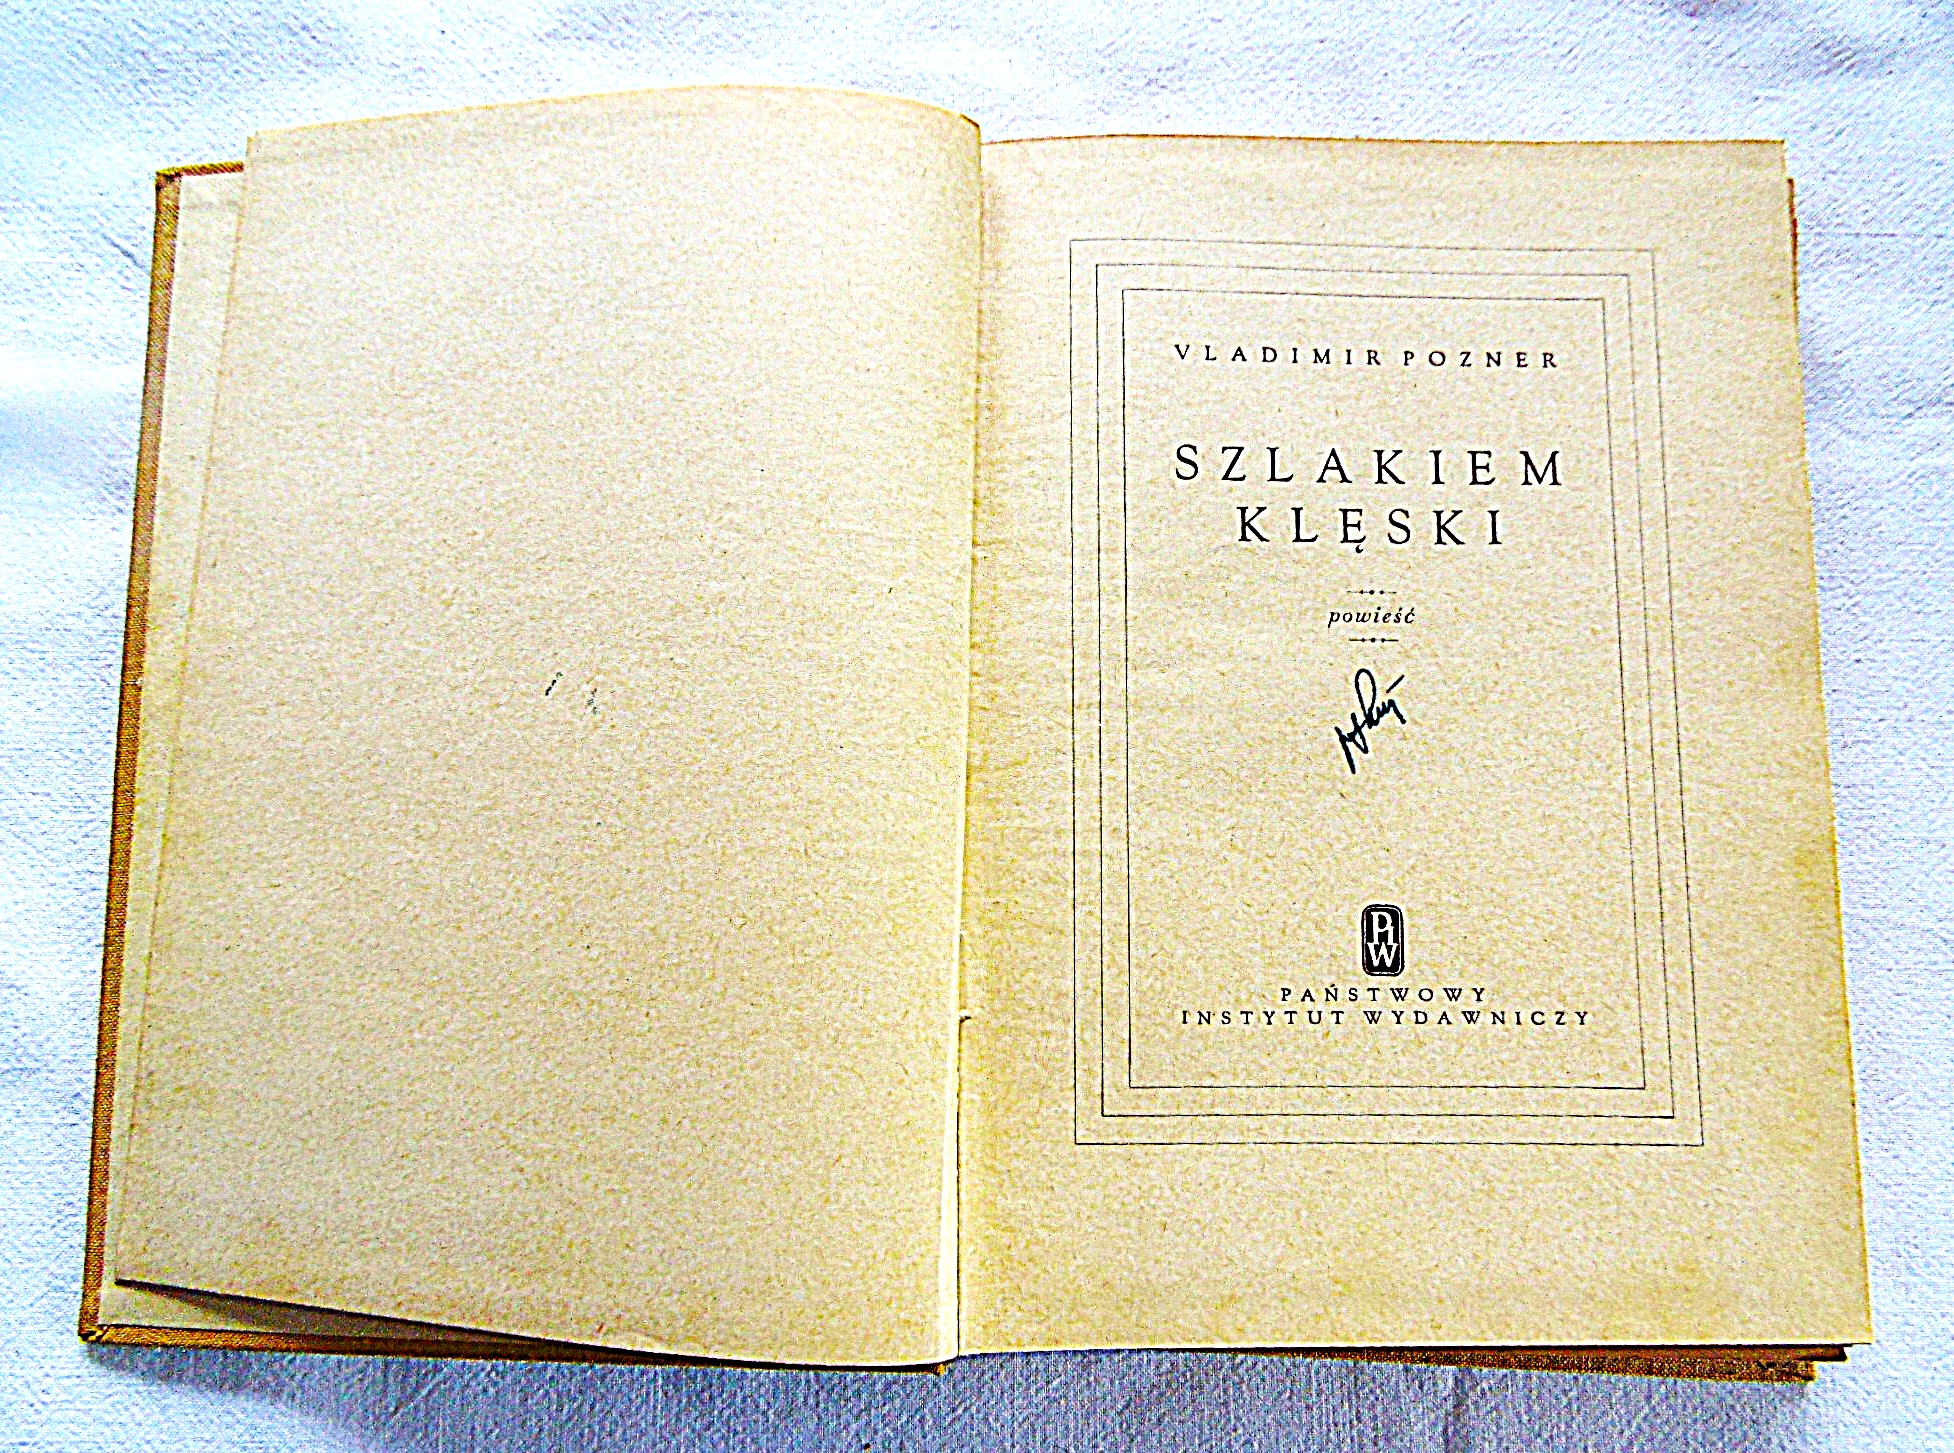 VLADIMIR POZNER
SZLAKIEM
KLĘSKI
powieść
PIW
PAŃSTWOWY
INSTYTUT WYDAWNICZY